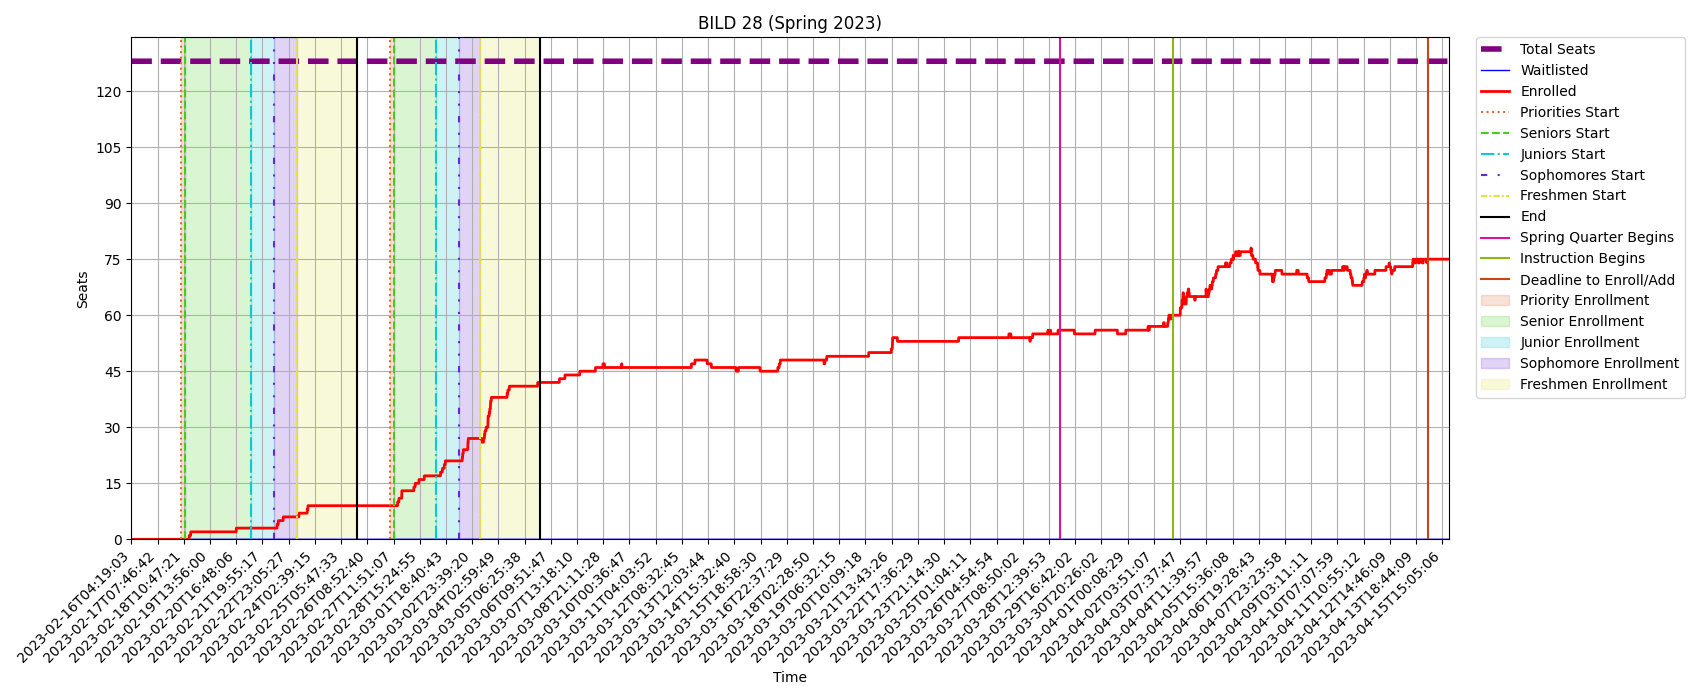 BILD 28 (Spring 2023)
Seats
120
105
90
75
60
45
30
15
0
2023-02-16T04:19:03
2023-02-17T07:46:42
2023-02-18T10:47:21
2023-02-19T13:56:00
2023-02-20T16:48:06
2023-02-21T19:55:17
2023-02-22T23:05:27
2023-02-24T02:39:15
2023-02-25T05:47:33
2023-02-26T08:52:40
2023-02-27T11:51:07
2023-02-28T15:24:55
2023-03-01T18:40:43
2023-03-02T23:39:20
2023-03-04T02:59:49
2023-03-05T06:25:38
2023-03-06T09:51:47
2023-03-07T13:18:10
2023-03-08T21:11:28
2023-03-10T00:36:47
2023-03-11T04:03:52
2023-03-12T08:32:45
2023-03-13T12:03:44
2023-03-14T15:32:40
2023-03-15T18:58:30
2023-03-16T22:37:29
2023-03-18T02:28:50
2023-03-19T06:32:15
2023-03-20T10:09:18
2023-03-21T13:43:26
2023-03-22T17:36:29
2023-03-23T21:14:30
2023-03-25T01:04:11
2023-03-26T04:54:54
2023-03-27T08:50:02
2023-03-28T12:39:53
2023-03-29T16:42:02
2023-03-30T20:26:02
2023-04-01T00:08:29
2023-04-02T03:51:07
2023-04-03T07:37:47
2023-04-04T11:39:57
2023-04-05T15:36:08
2023-04-06T19:28:43
2023-04-07T23:23:58
2023-04-09T03:11:11
2023-04-10T07:07:59
2023-04-11T10:55:12
2023-04-12T14:46:09
2023-04-13T18:44:09
2023-04-15T15:05:06
Time
Total Seats
Waitlisted
Enrolled
Priorities Start
Seniors Start
Juniors Start
Sophomores Start
Freshmen Start
End
Spring Quarter Begins
Instruction Begins
Deadline to Enroll/Add
Priority Enrollment
Senior Enrollment
Junior Enrollment
Sophomore Enrollment
Freshmen Enrollment